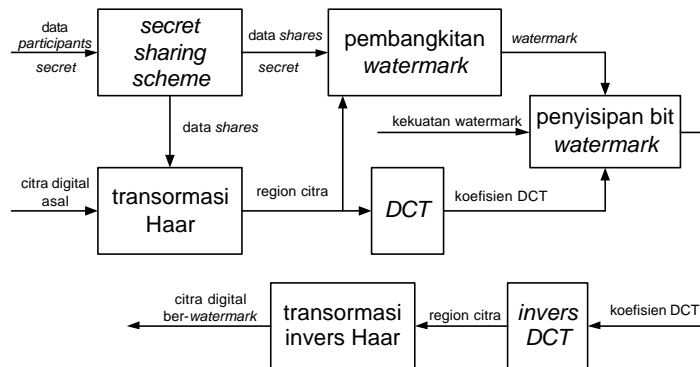 data
participants
secret
secret
sharing
scheme
data shares
secret
pembangkitan
watermark
watermark
data shares
kekuatan watermark
penyisipan bit
watermark
citra digital
asal
transormasi
Haar
region citra
DCT
koefisien DCT
citra digital
ber-watermark
transormasi
invers Haar
region citra
invers
DCT
koefisien DCT